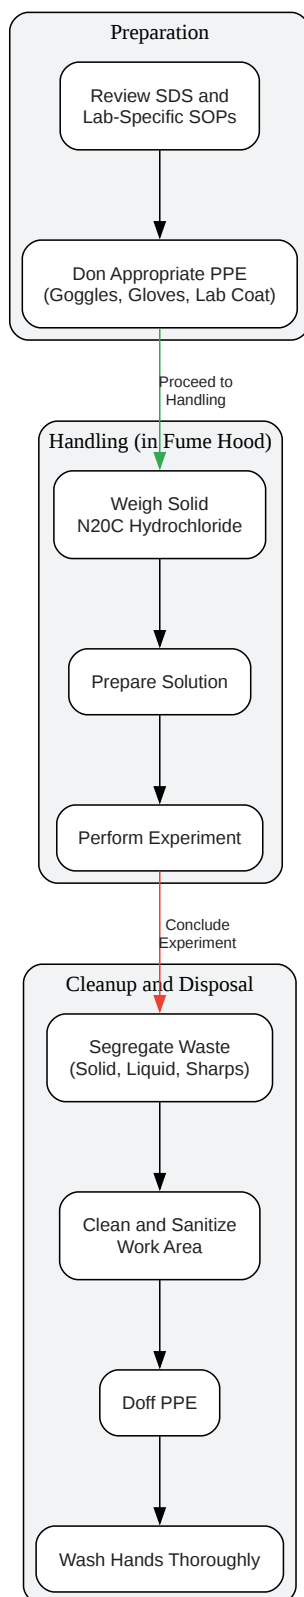 Preparation
Review SDS and
Lab-Specific SOPs
Don Appropriate PPE
(Goggles, Gloves, Lab Coat)
Proceed to
Handling
Handling (in Fume Hood)
Weigh Solid
N20C Hydrochloride
Prepare Solution
Perform Experiment
Conclude
Experiment
Cleanup and Disposal
Segregate Waste
(Solid, Liquid, Sharps)
Clean and Sanitize
Work Area
Doff PPE
Wash Hands Thoroughly